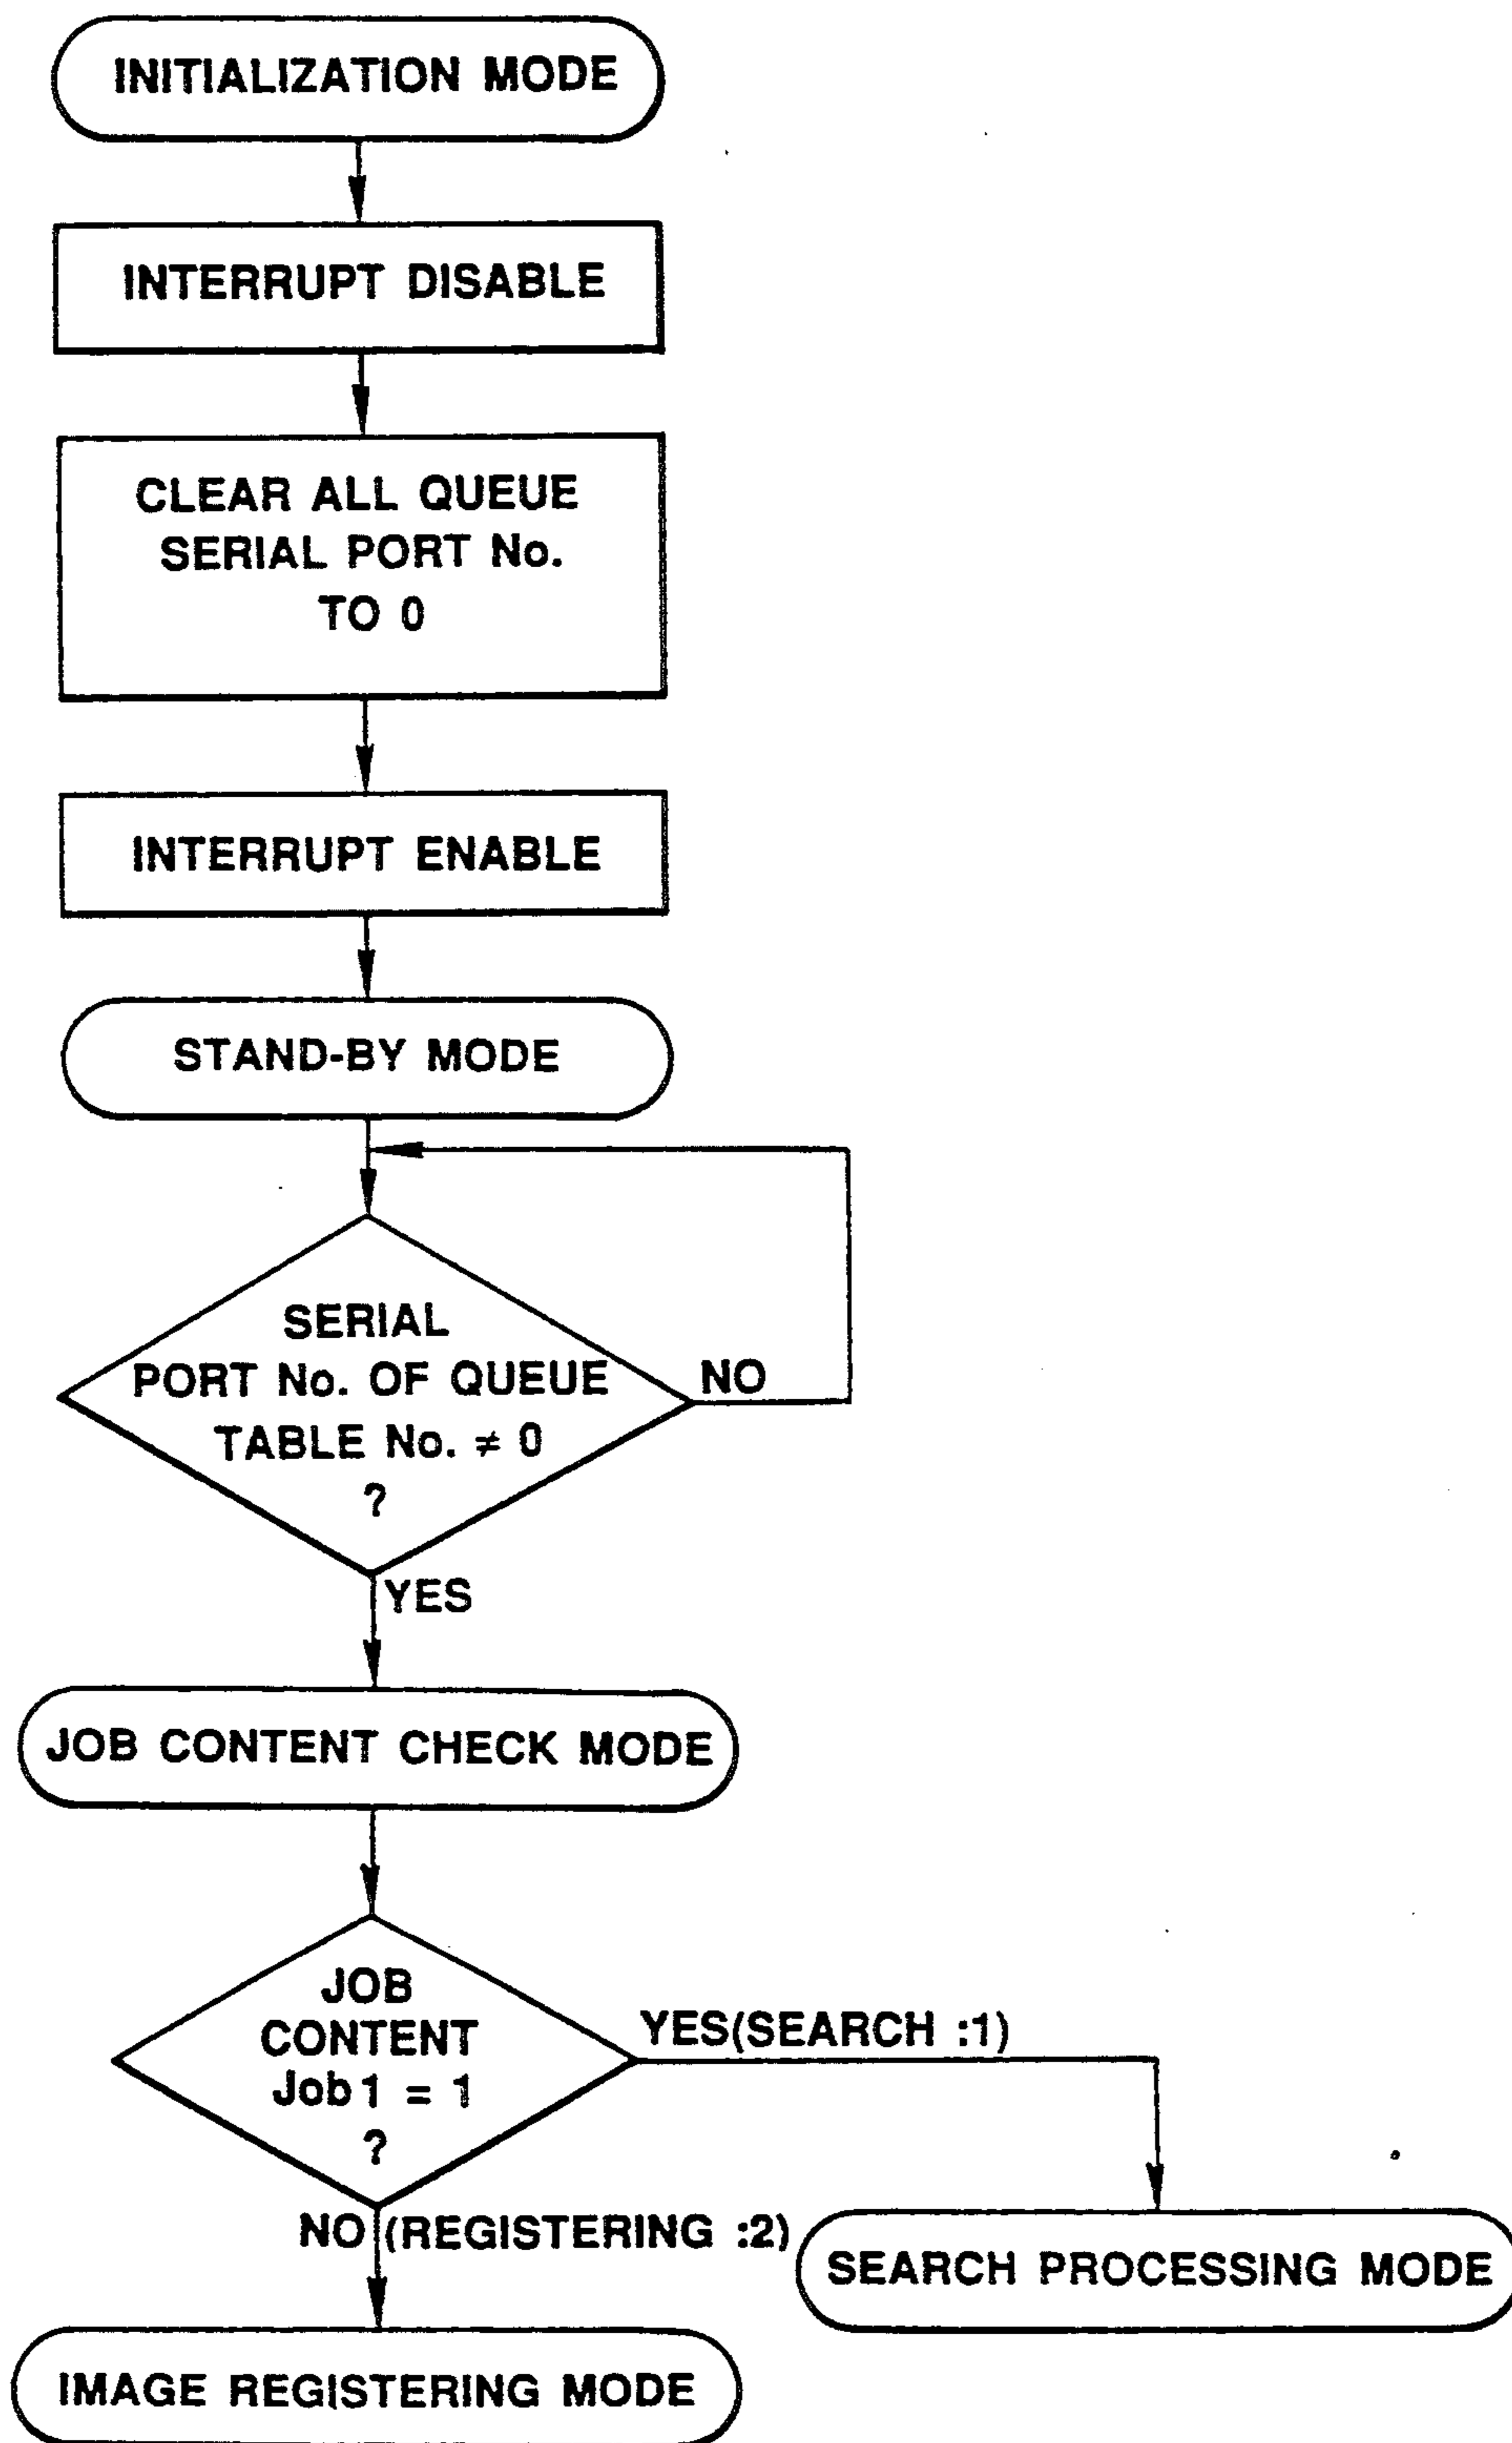 INITIALIZATION MODE
INTERRUPT DISABLE
CLEAR ALL QUEUE
SERIAL PORT No.
TO 0
INTERRUPT ENABLE
STAND-BY MODE
SERIAL
PORT No. OF QUEUE
TABLE No. ≠ 0
?
NO
YES
JOB CONTENT CHECK MODE
JOB
CONTENT
Job1 = 1
?
YES(SEARCH :1)
NO (REGISTERING :2)
SEARCH PROCESSING MODE
IMAGE REGISTERING MODE